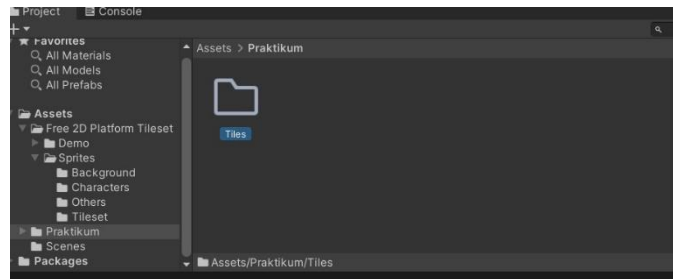 Project Console
Favorites
All Materials
All Models
All Prefabs
Assets
Free 2D Platform Tileset
Demo
Sprites
Background
Characters
Others
Tileset
Praktikum
Scenes
Packages
Assets > Praktikum
Tiles
Assets/Praktikum/Tiles